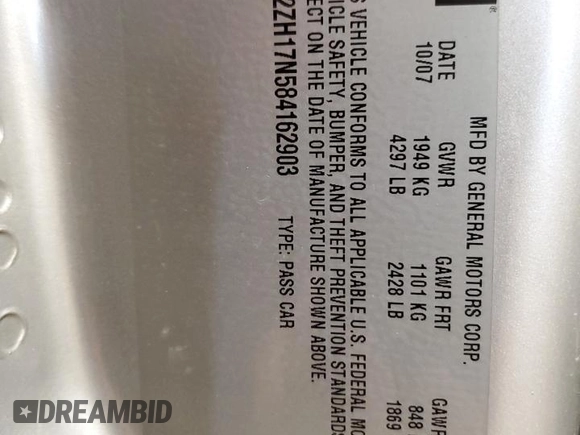 MFD BY GENERAL MOTORS CORP.
DATE GVWR GAWR FRT
10/07 1949 KG 1101 KG 848
4297 LB 2428 LB 1869
VEHICLE CONFORMS TO ALL APPLICABLE U.S. FEDERAL
SAFETY, BUMPER, AND THEFT PREVENTION STANDARDS
ON THE DATE OF MANUFACTURE SHOWN ABOVE.
2ZH17N584162903 TYPE: PASS CAR
DREAMBID